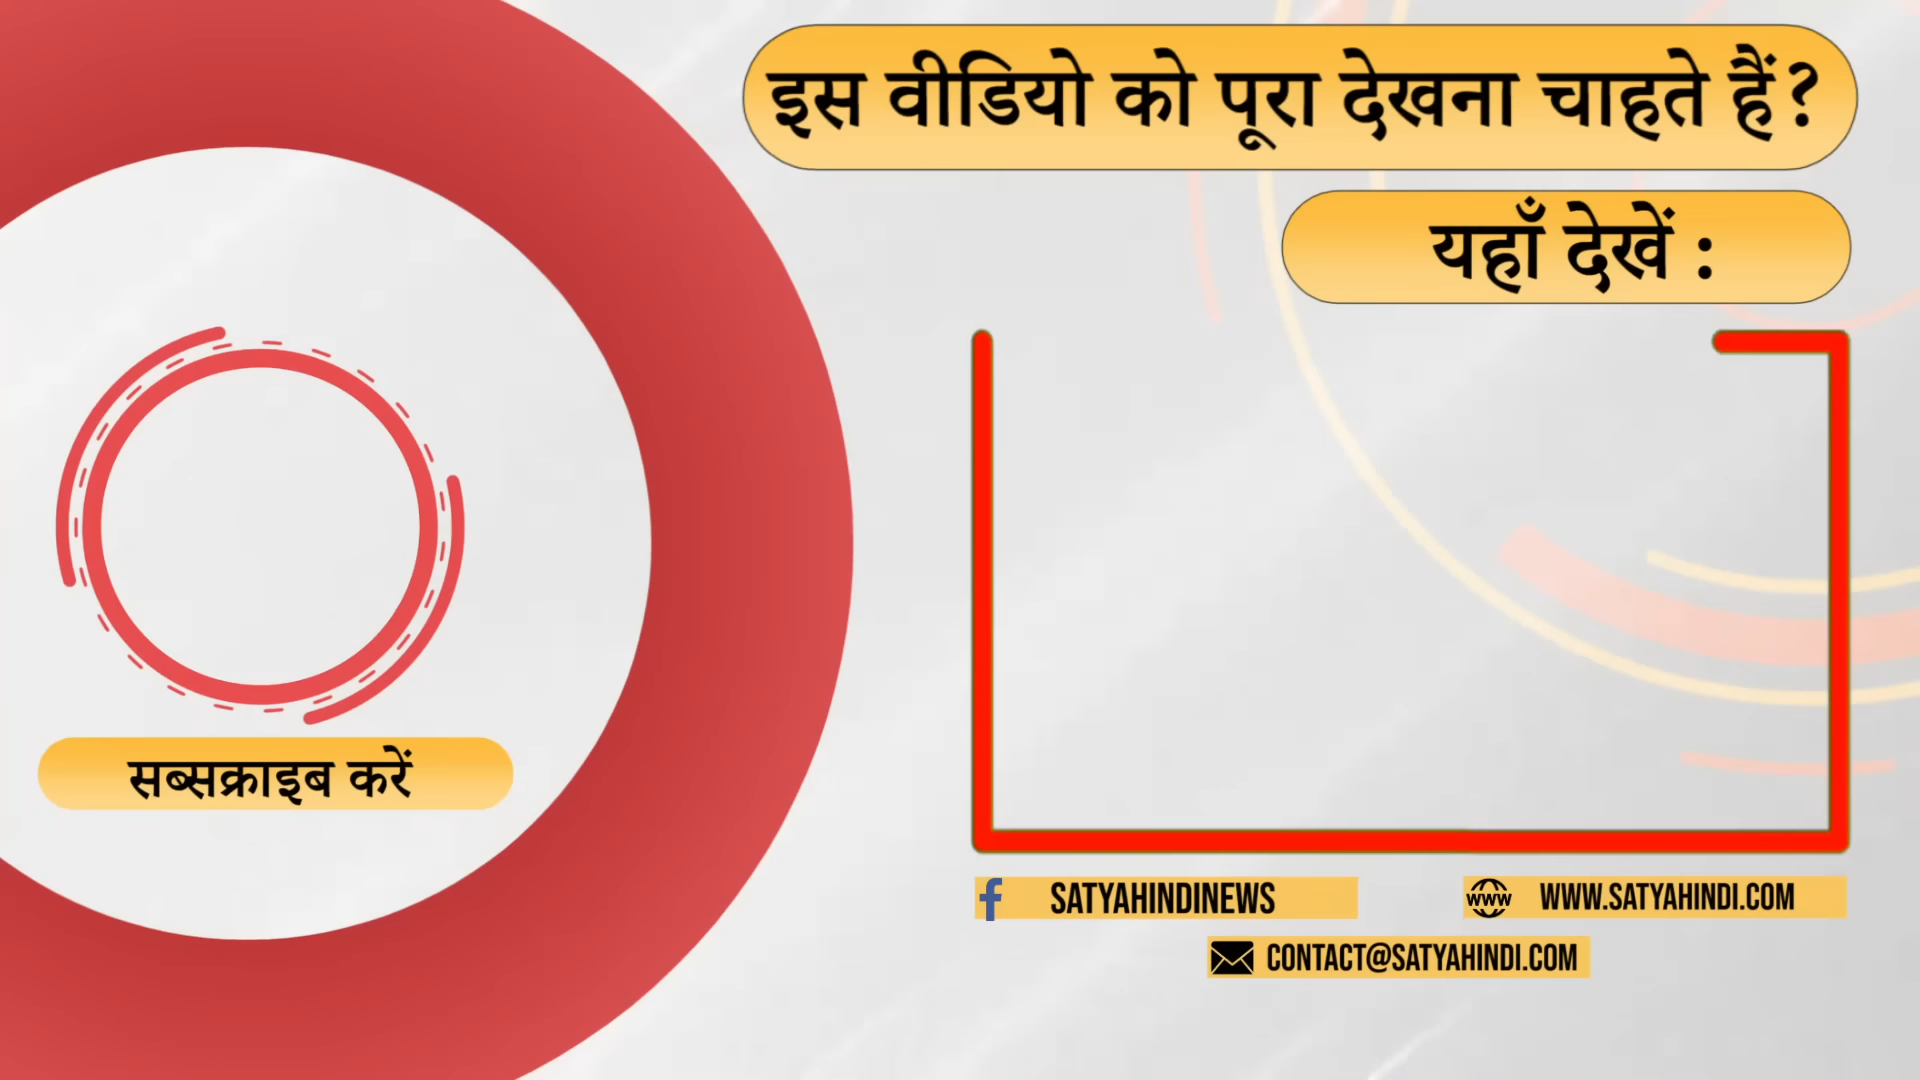 इस वीडियो को पूरा देखना चाहते हैं?
यहाँ देखें :
सब्सक्राइब करें
SATYAHINDINEWS
WWW WWW.SATYAHINDI.COM
CONTACT@SATYAHINDI.COM